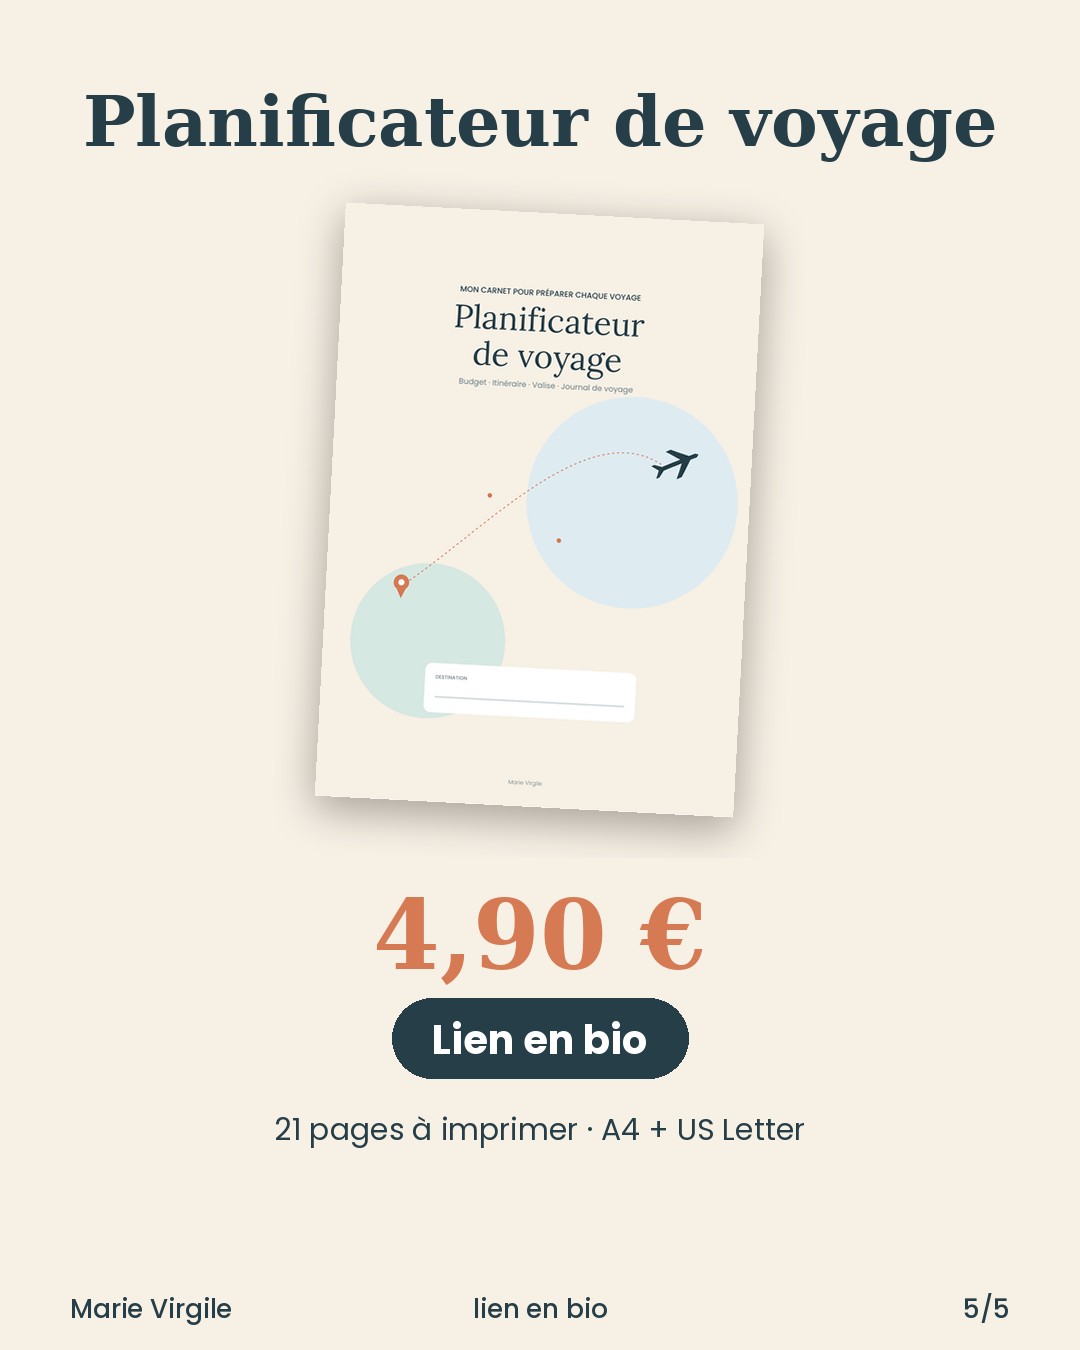 Planificateur de voyage
MON CARNET POUR PRÉPARER CHAQUE VOYAGE
Planificateur
de voyage
Budget · Itinéraire · Valise · Journal de voyage
DESTINATION
Marie Virgile
4,90 €
Lien en bio
21 pages à imprimer · A4 + US Letter
Marie Virgile
lien en bio
5/5